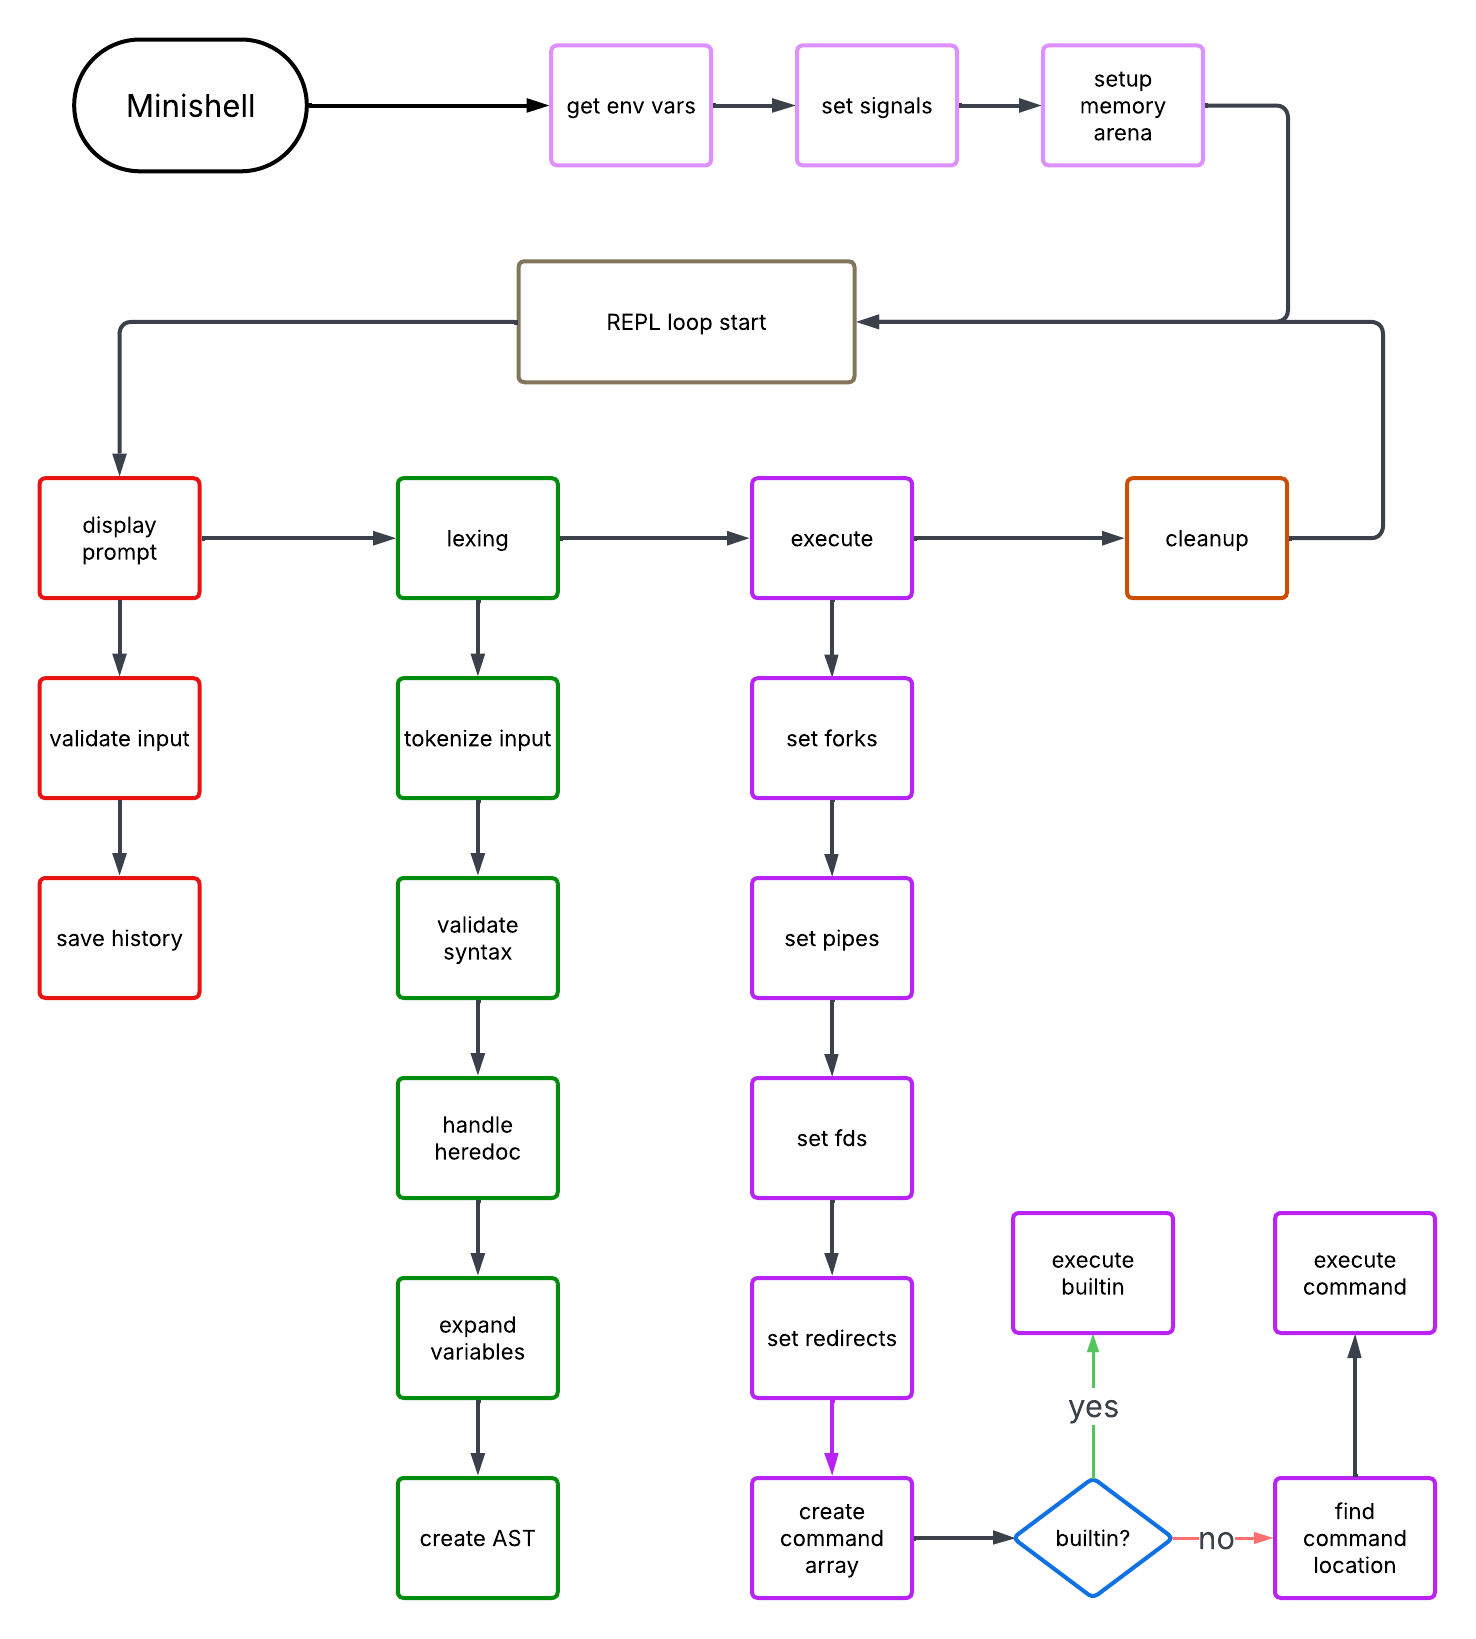 Minishell
get env vars
set signals
setup
memory
arena
REPL loop start
display
prompt
lexing
execute
cleanup
validate input
tokenize input
set forks
save history
validate
syntax
set pipes
handle
heredoc
set fds
expand
variables
set redirects
execute
builtin
execute
command
yes
create AST
create
command
array
builtin?
no
find
command
location